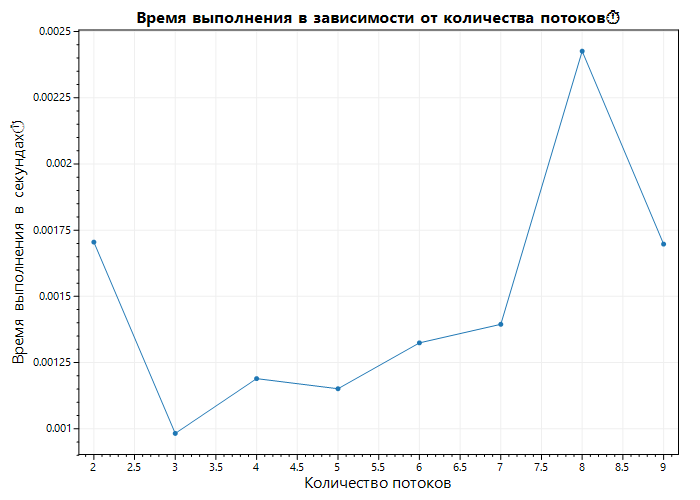 Время выполнения в зависимости от количества потоков⏱
0.0025
0.00225
0.002
0.00175
0.0015
0.00125
0.001
Время выполнения в секундах⏱
2 2.5 3 3.5 4 4.5 5 5.5 6 6.5 7 7.5 8 8.5 9
Количество потоков